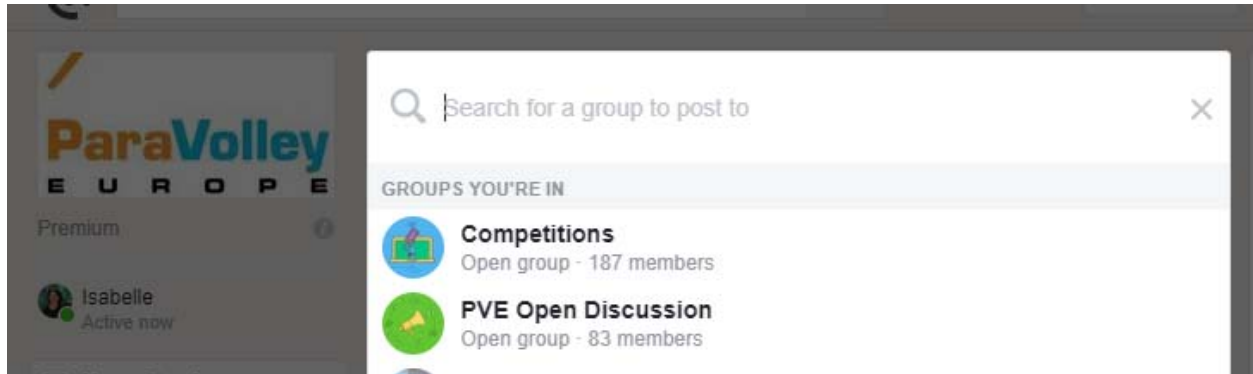 ParaVolley
EUROPE
Premium
Isabelle
Active now
Search for a group to post to
GROUPS YOU'RE IN
Competitions
Open group · 187 members
PVE Open Discussion
Open group · 83 members